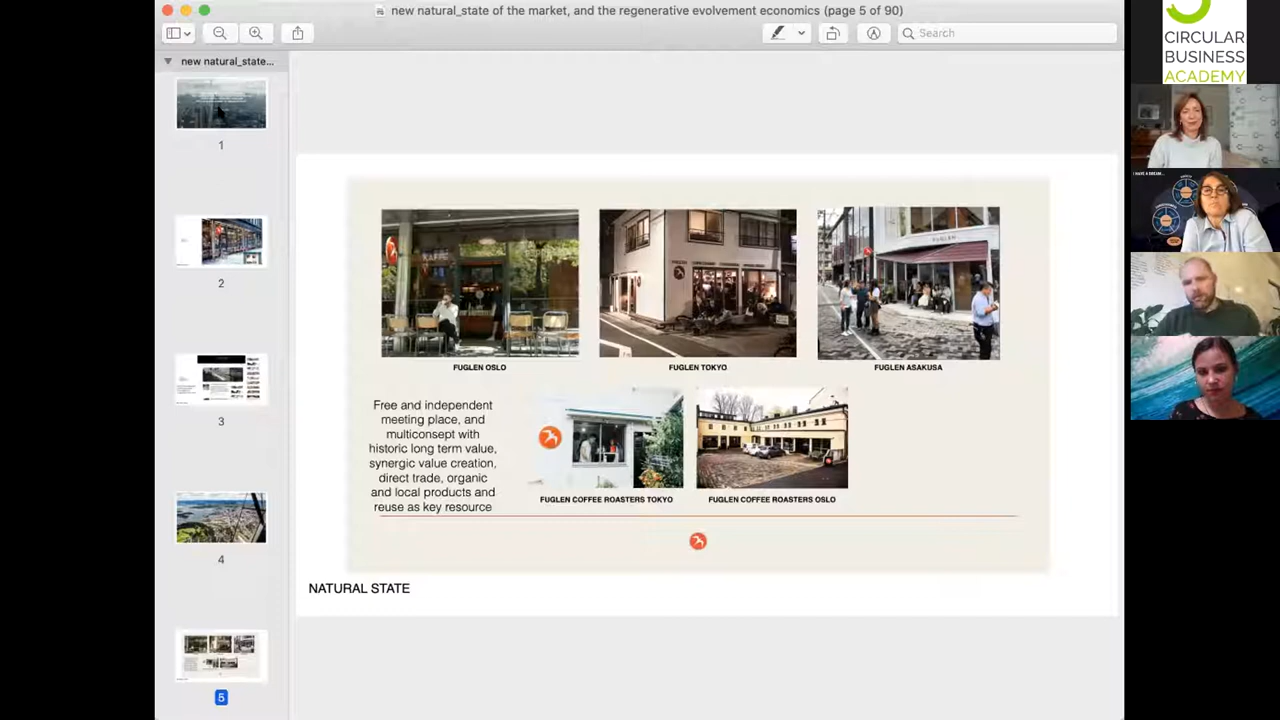 new natural_state of the market, and the regenerative evolvement economics (page 5 of 90)
Search
new natural_state...
1
2
3
4
5
FUGLEN OSLO
FUGLEN TOKYO
FUGLEN ASAKUSA
Free and independent
meeting place, and
multiconsept with
historic long term value,
synergic value creation,
direct trade, organic
and local products and
reuse as key resource
FUGLEN COFFEE ROASTERS TOKYO
FUGLEN COFFEE ROASTERS OSLO
NATURAL STATE
CIRCULAR
BUSINESS
ACADEMY
I HAVE A DREAM...